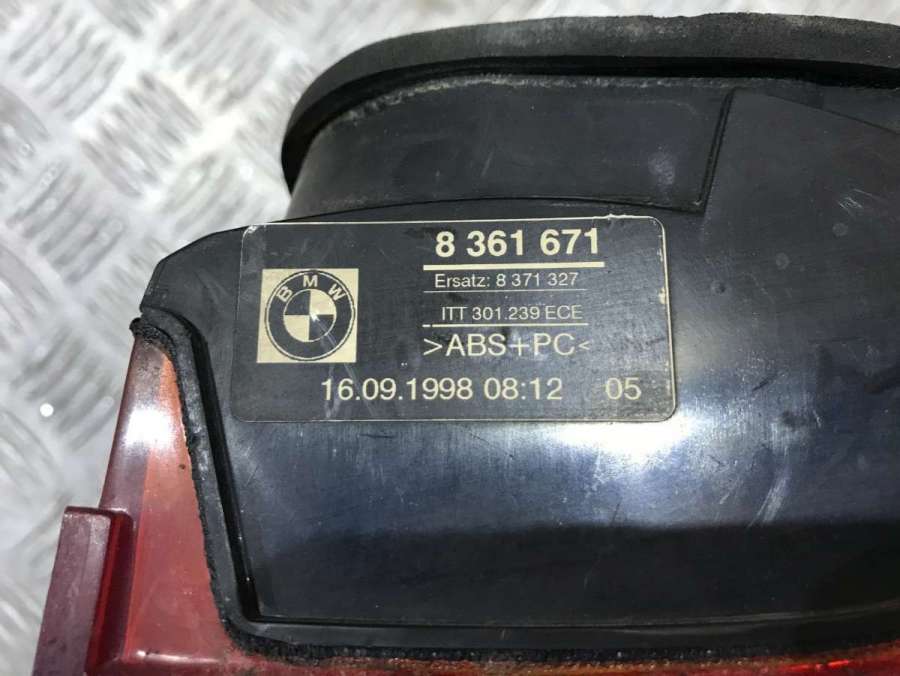 8 361 671
Ersatz: 8 371 327
BMW
ITT 301.239 ECE
>ABS+PC<
16.09.1998 08:12 05